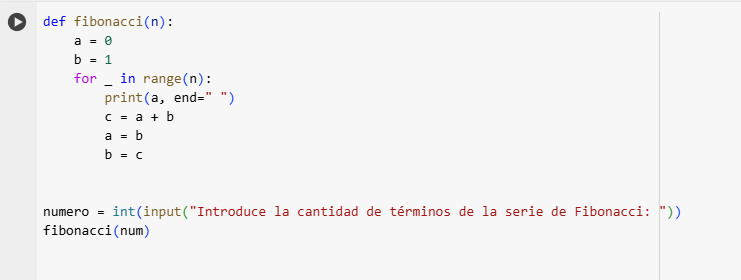 def fibonacci(n):
    a = 0
    b = 1
    for _ in range(n):
        print(a, end=" ")
        c = a + b
        a = b
        b = c
numero = int(input("Introduce la cantidad de términos de la serie de Fibonacci: "))
fibonacci(num)